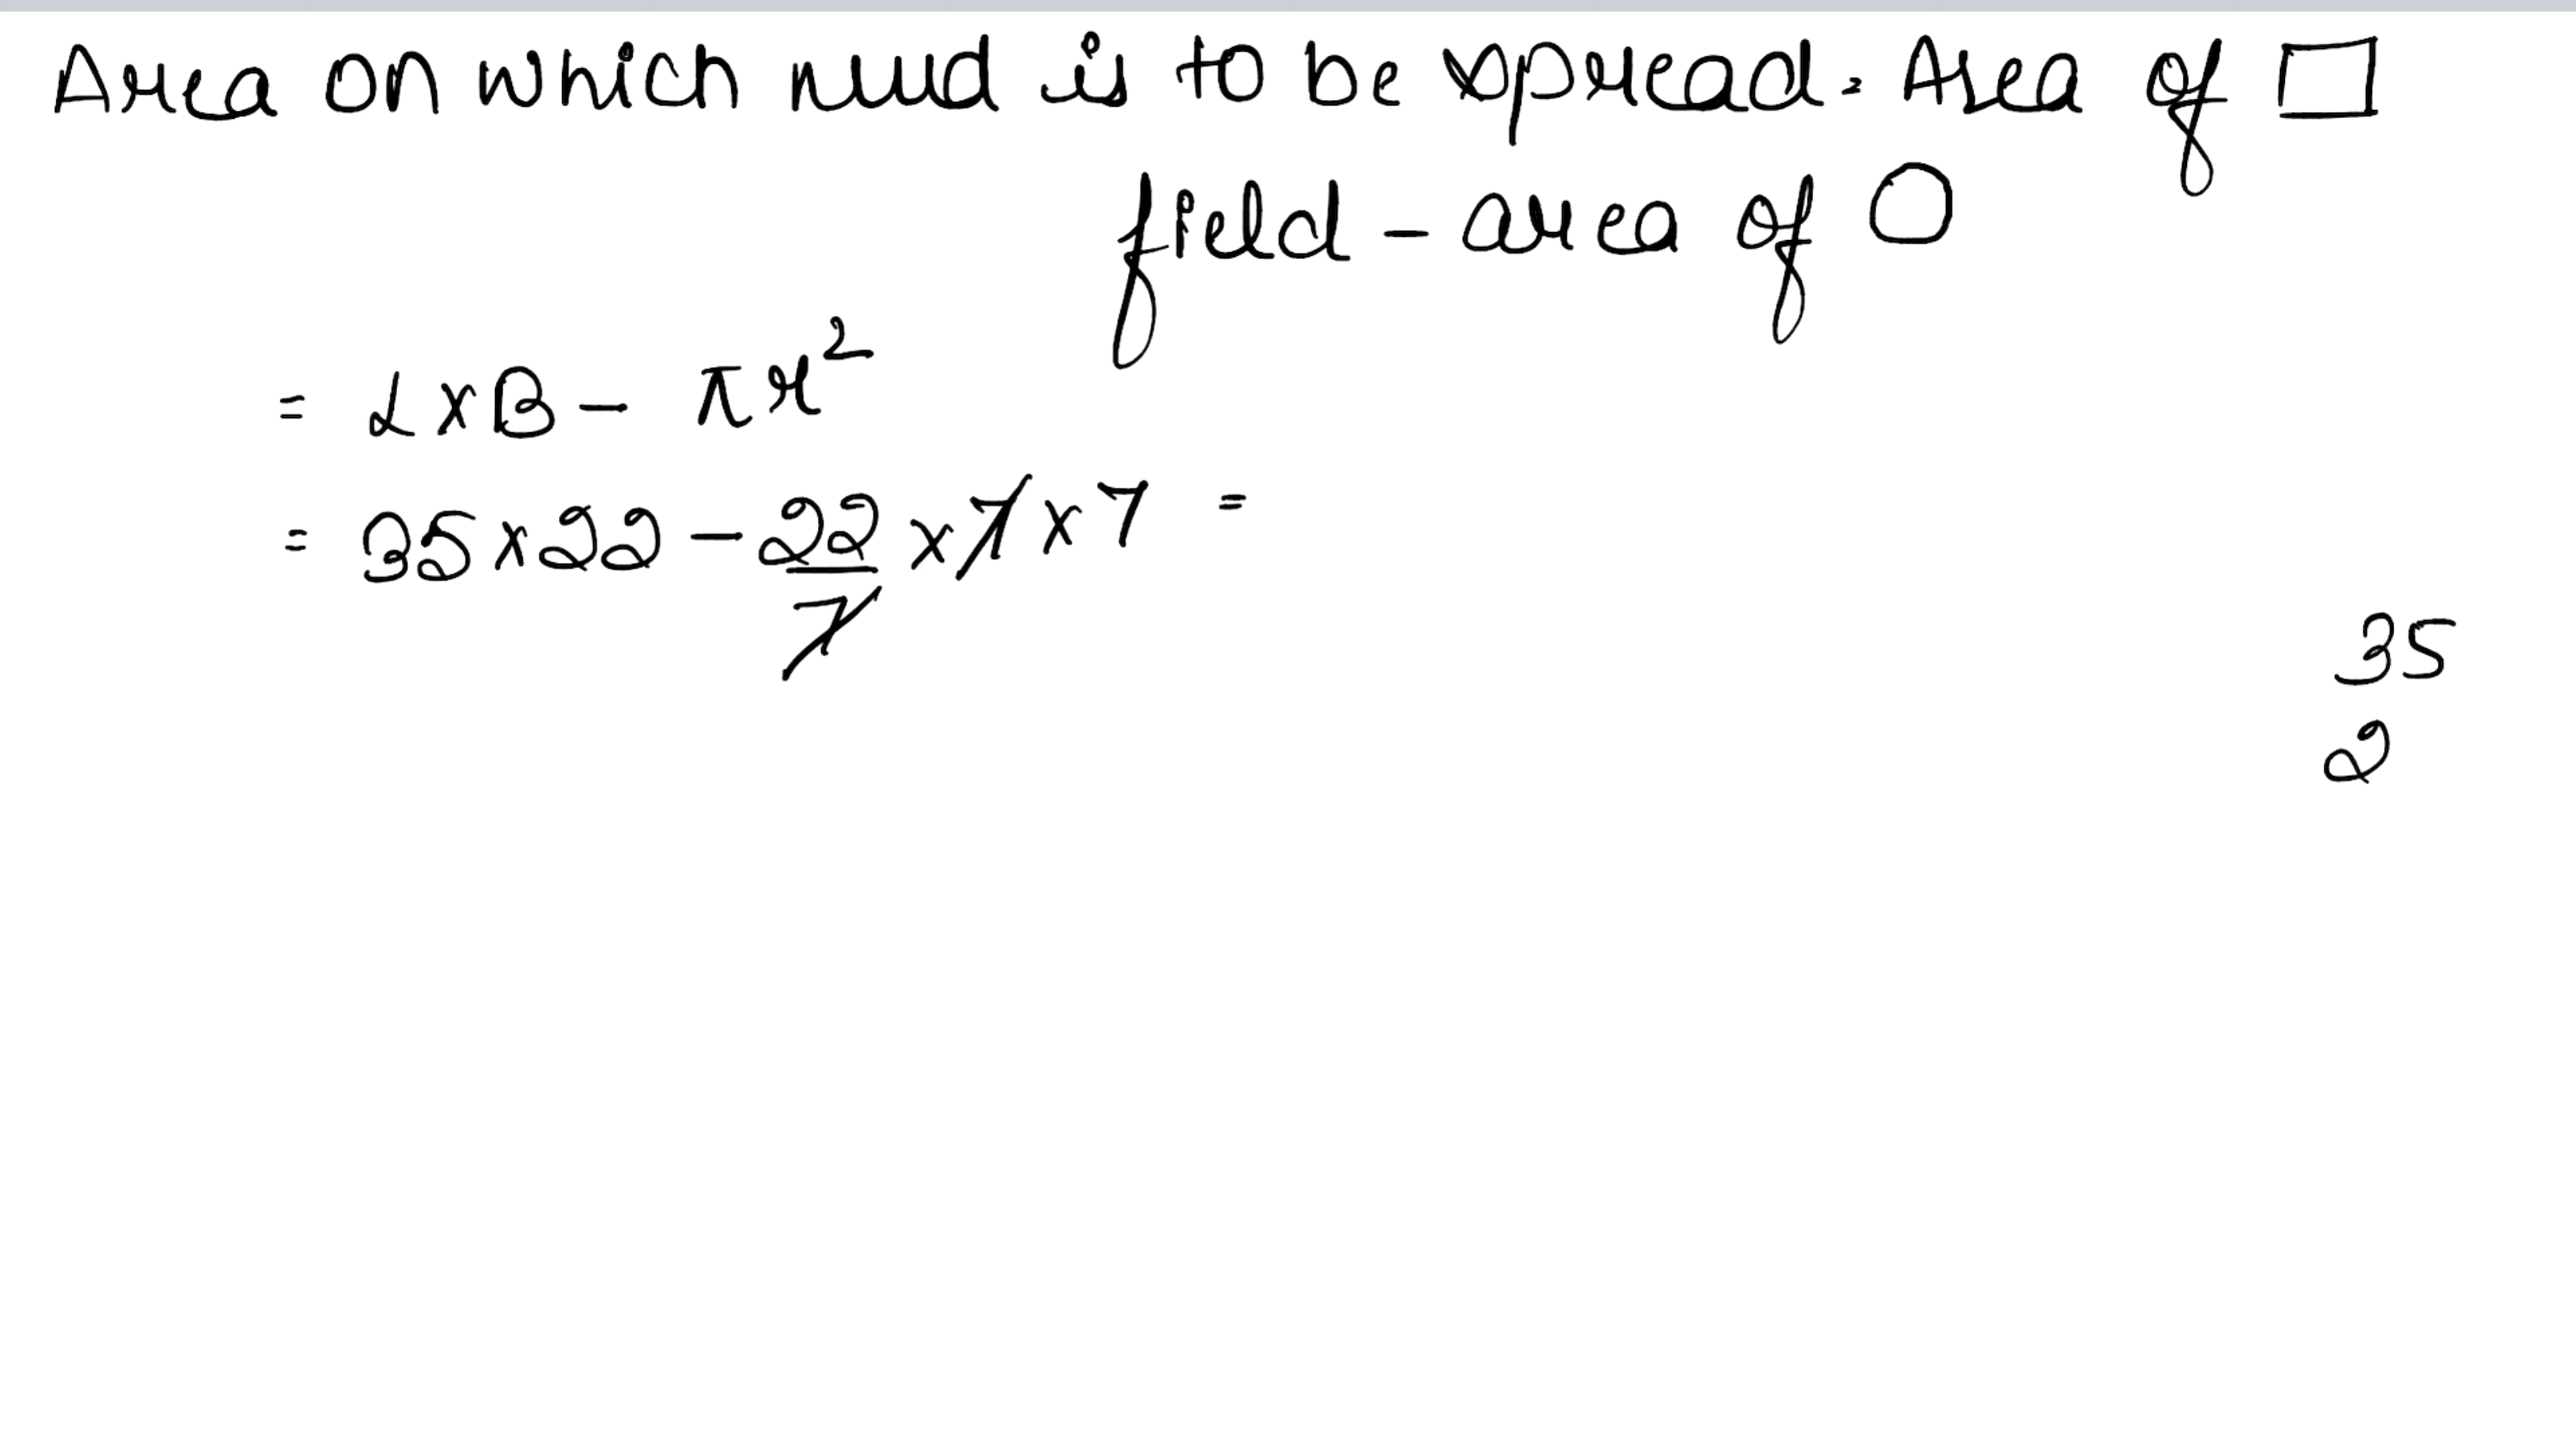 Area on which mud is to be spread = Area of □
field - area of O
= L x B - πr²
= 35 x 22 - 22 x 7 x 7 =
7
35
2